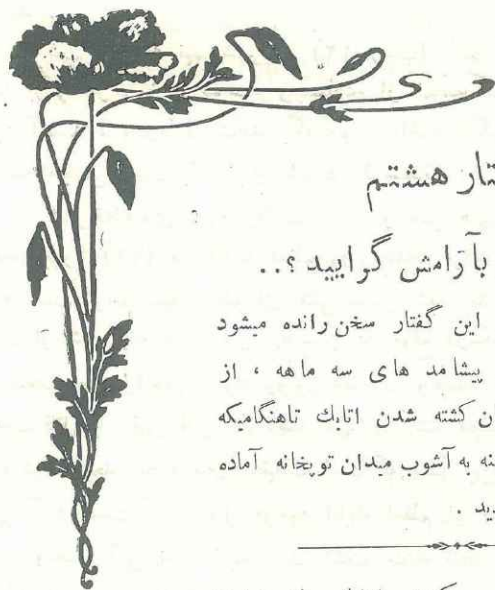 تار هشتم
بآرامش گرایید ؟..
این گفتار سخن رانده میشود
پیشامد های سه ماهه ، از
ن کشته شدن اتابك تاهنگامیکه
نه به آشوب میدان توپخانه آماده
ید .